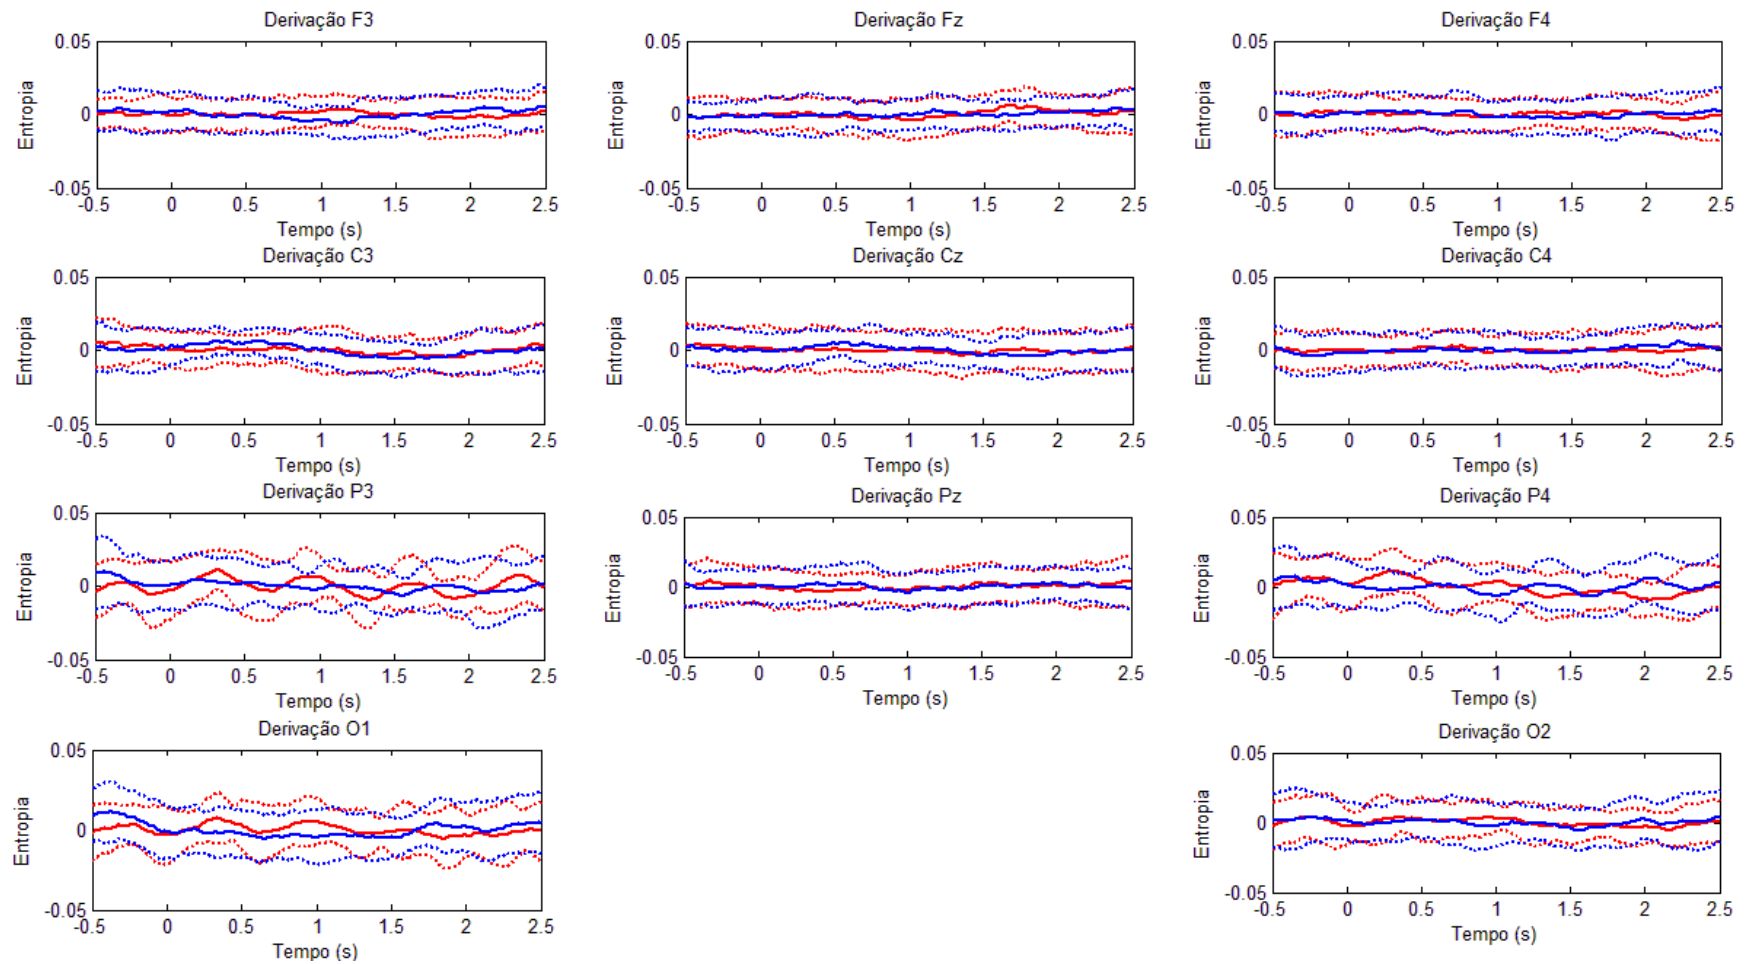 Derivação F3
0.05
Entropia
0
-0.05
-0.5 0 0.5 1 1.5 2 2.5
Tempo (s)
Derivação Fz
0.05
Entropia
0
-0.05
-0.5 0 0.5 1 1.5 2 2.5
Tempo (s)
Derivação F4
0.05
Entropia
0
-0.05
-0.5 0 0.5 1 1.5 2 2.5
Tempo (s)
Derivação C3
0.05
Entropia
0
-0.05
-0.5 0 0.5 1 1.5 2 2.5
Tempo (s)
Derivação Cz
0.05
Entropia
0
-0.05
-0.5 0 0.5 1 1.5 2 2.5
Tempo (s)
Derivação C4
0.05
Entropia
0
-0.05
-0.5 0 0.5 1 1.5 2 2.5
Tempo (s)
Derivação P3
0.05
Entropia
0
-0.05
-0.5 0 0.5 1 1.5 2 2.5
Tempo (s)
Derivação Pz
0.05
Entropia
0
-0.05
-0.5 0 0.5 1 1.5 2 2.5
Tempo (s)
Derivação P4
0.05
Entropia
0
-0.05
-0.5 0 0.5 1 1.5 2 2.5
Tempo (s)
Derivação O1
0.05
Entropia
0
-0.05
-0.5 0 0.5 1 1.5 2 2.5
Tempo (s)
Derivação O2
0.05
Entropia
0
-0.05
-0.5 0 0.5 1 1.5 2 2.5
Tempo (s)